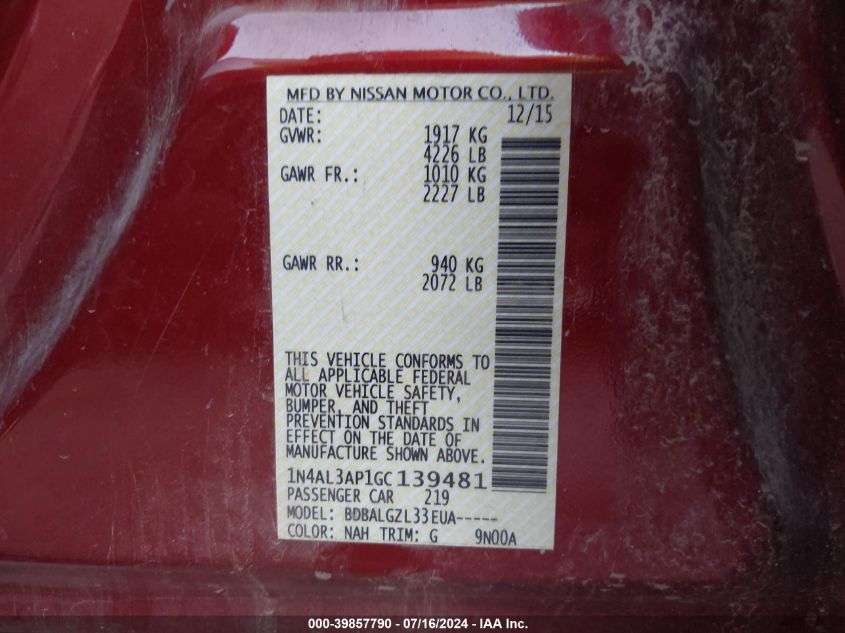 MFD BY NISSAN MOTOR CO., LTD.
DATE: 12/15
GVWR: 1917 KG
4226 LB
GAWR FR.: 1010 KG
2227 LB
GAWR RR.: 940 KG
2072 LB
THIS VEHICLE CONFORMS TO
ALL APPLICABLE FEDERAL
MOTOR VEHICLE SAFETY,
BUMPER, AND THEFT
PREVENTION STANDARDS IN
EFFECT ON THE DATE OF
MANUFACTURE SHOWN ABOVE.
1N4AL3AP1GC139481
PASSENGER CAR 219
MODEL: BDBALGZL33EUA-----
COLOR: NAH TRIM: G 9N00A
000-39857790 - 07/16/2024 - IAA Inc.